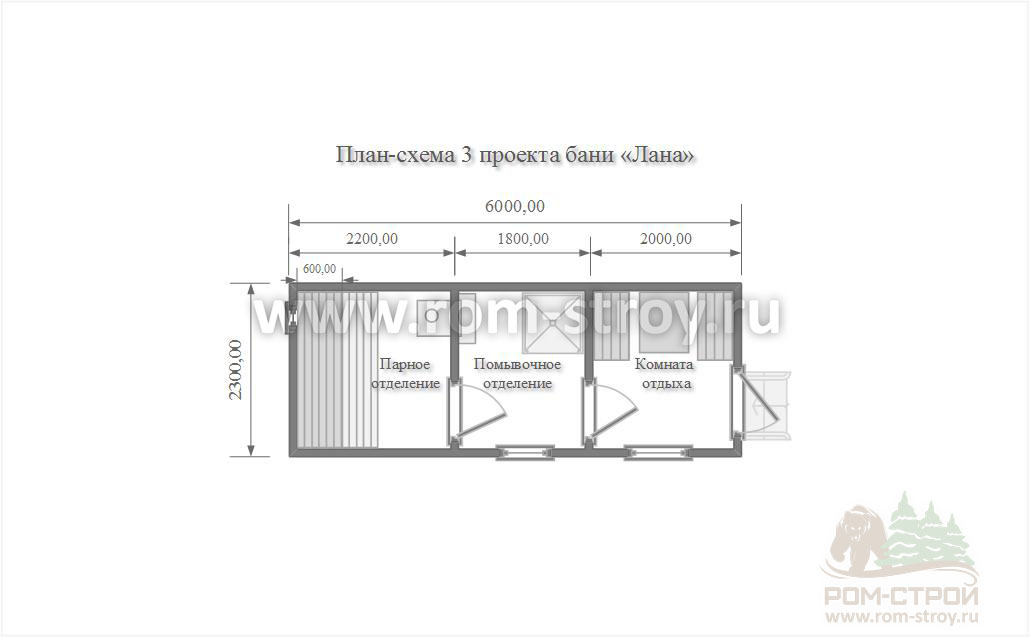 План-схема 3 проекта бани «Лана»
6000,00
2200,00 1800,00 2000,00
600,00
2300,00
www.rom-stroy.ru
Парное
отделение
Помывочное
отделение
Комната
отдыха
РОМ-СТРОЙ
www.rom-stroy.ru